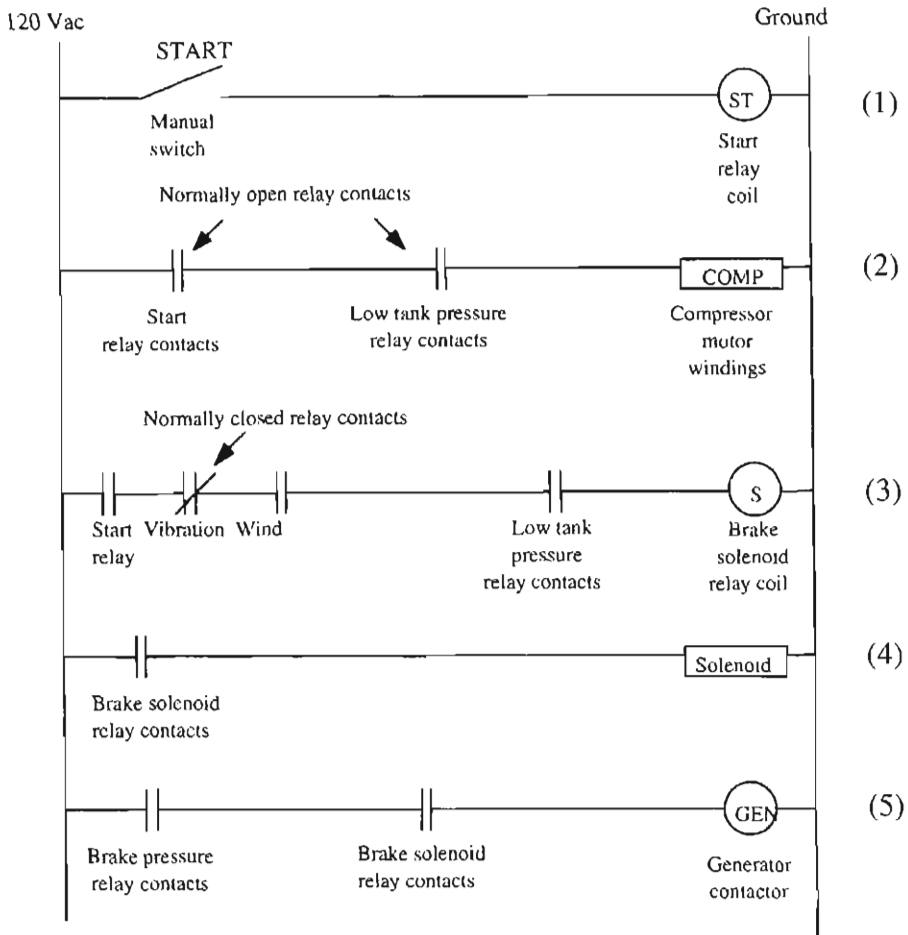 120 Vac
Ground
START
ST
(1)
Manual
switch
Start
relay
coil
Normally open relay contacts
COMP
(2)
Start
relay contacts
Low tank pressure
relay contacts
Compressor
motor
windings
Normally closed relay contacts
S
(3)
Start
relay
Vibration
Wind
Low tank
pressure
relay contacts
Brake
solenoid
relay coil
Solenoid
(4)
Brake solenoid
relay contacts
GEN
(5)
Brake pressure
relay contacts
Brake solenoid
relay contacts
Generator
contactor